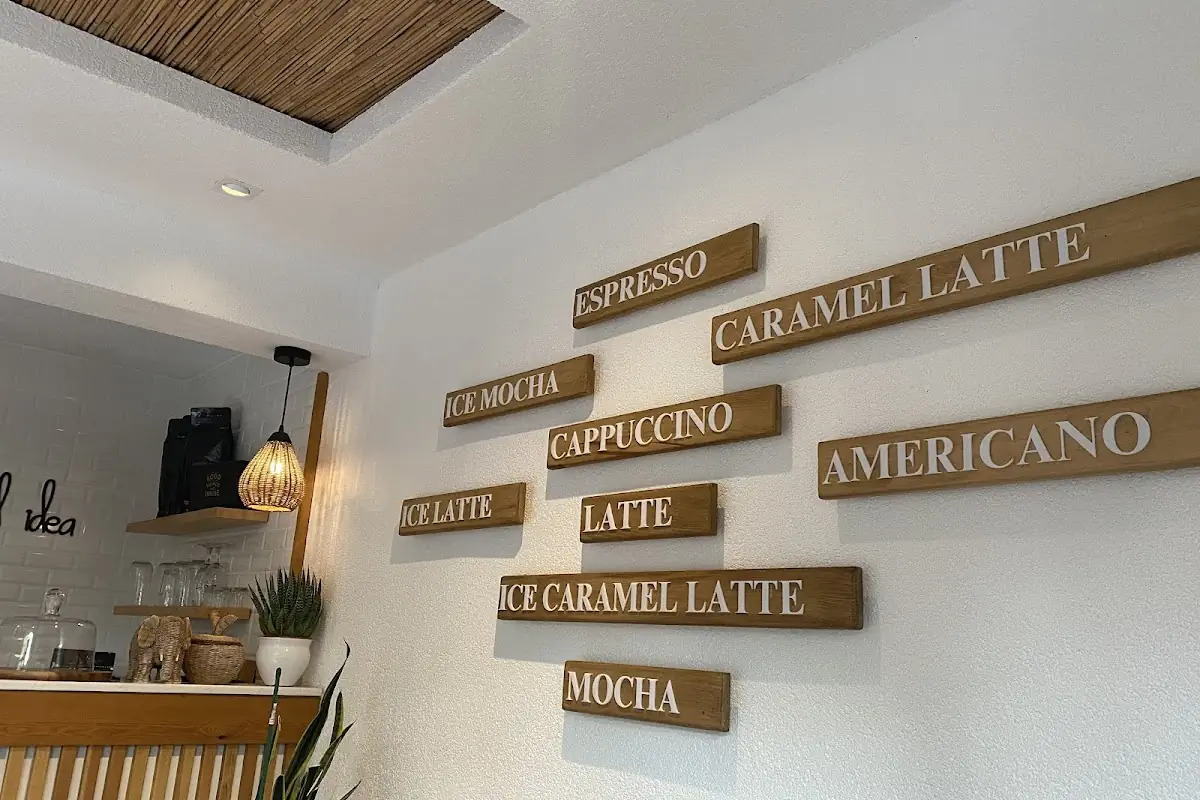 ESPRESSO
CARAMEL LATTE
ICE MOCHA
CAPPUCCINO
AMERICANO
ICE LATTE
LATTE
ICE CARAMEL LATTE
MOCHA
idea